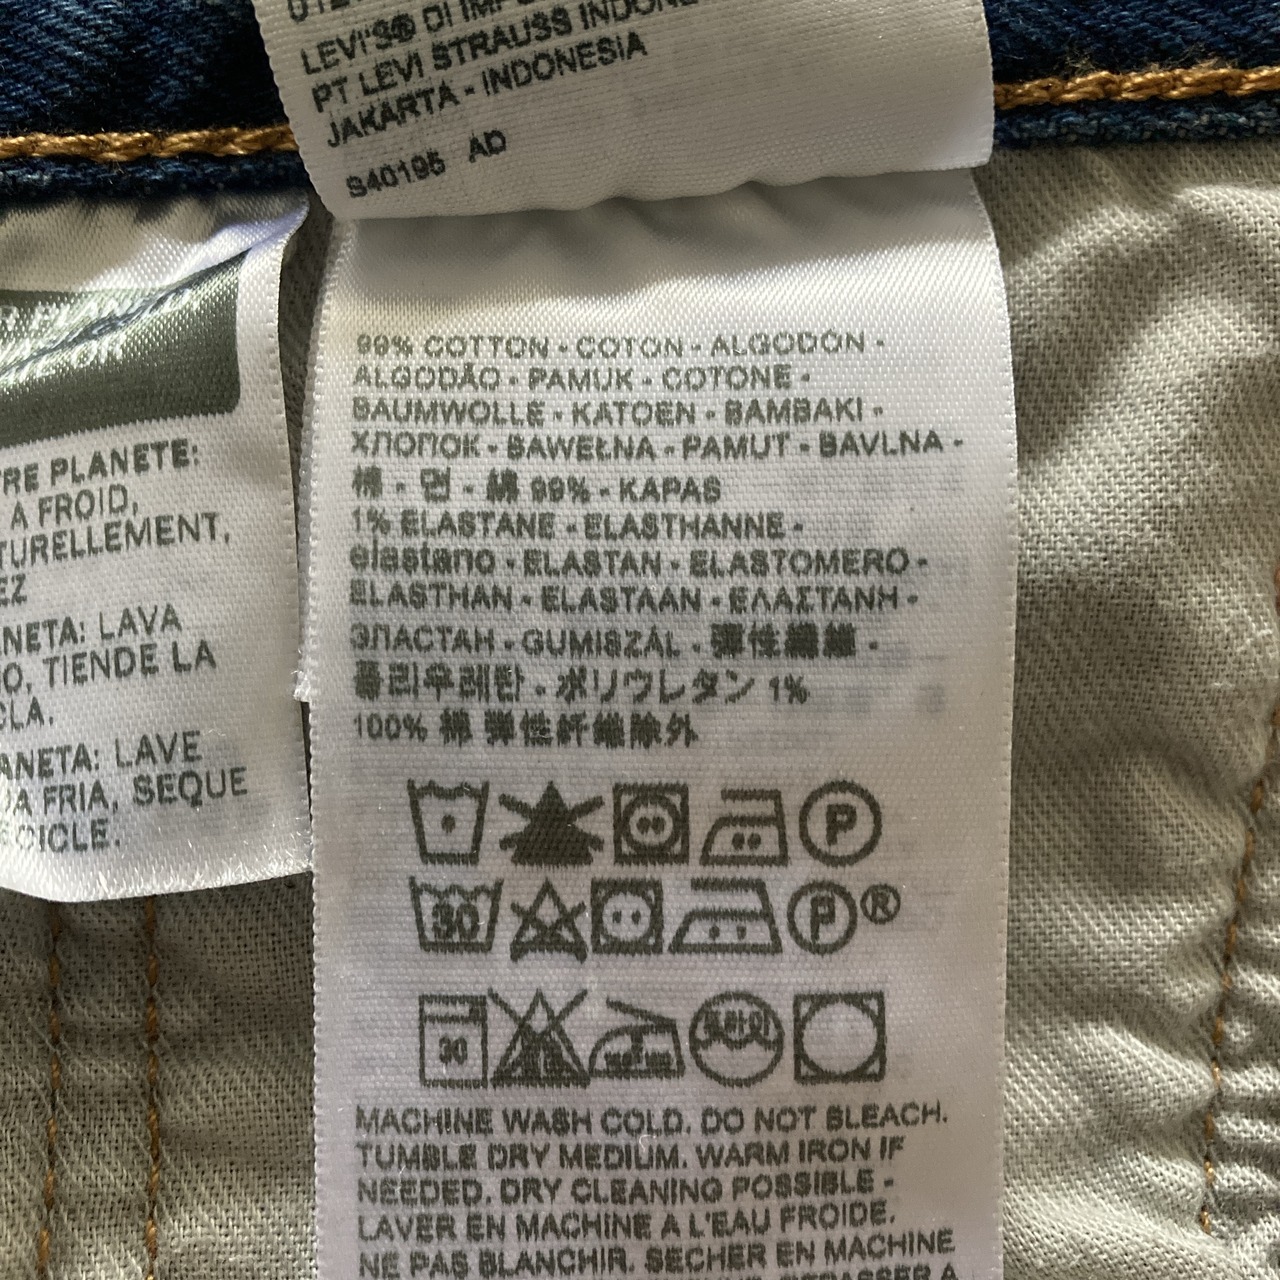 LEVI'S® DI
PT LEVI STRAUSS
JAKARTA - INDONESIA
S40195 AD
RE PLANETE:
A FROID,
TURELLEMENT,
EZ
NETA: LAVA
O, TIENDE LA
CLA.
ANETA: LAVE
A FRIA, SEQUE
CICLE.
99% COTTON - COTON - ALGODÓN -
ALGODÃO - PAMUK - COTONE -
BAUMWOLLE - KATOEN - BAMBAKI -
ХЛОПОК - BAWEŁNA - PAMUT - BAVLNA -
棉 - 면 - 綿 99% - KAPAS
1% ELASTANE - ELASTHANNE -
elastano - ELASTAN - ELASTOMERO -
ELASTHAN - ELASTAAN - ΕΛΑΣΤΑΝΗ -
ЭЛАСТАН - GUMISZÁL - 彈性纖維 -
폴리우레탄 - ポリウレタン 1%
100% 棉 弹性纤维除外
P
30 P ®
30 드라이
MACHINE WASH COLD. DO NOT BLEACH.
TUMBLE DRY MEDIUM. WARM IRON IF
NEEDED. DRY CLEANING POSSIBLE -
LAVER EN MACHINE A L'EAU FROIDE.
NE PAS BLANCHIR. SECHER EN MACHINE